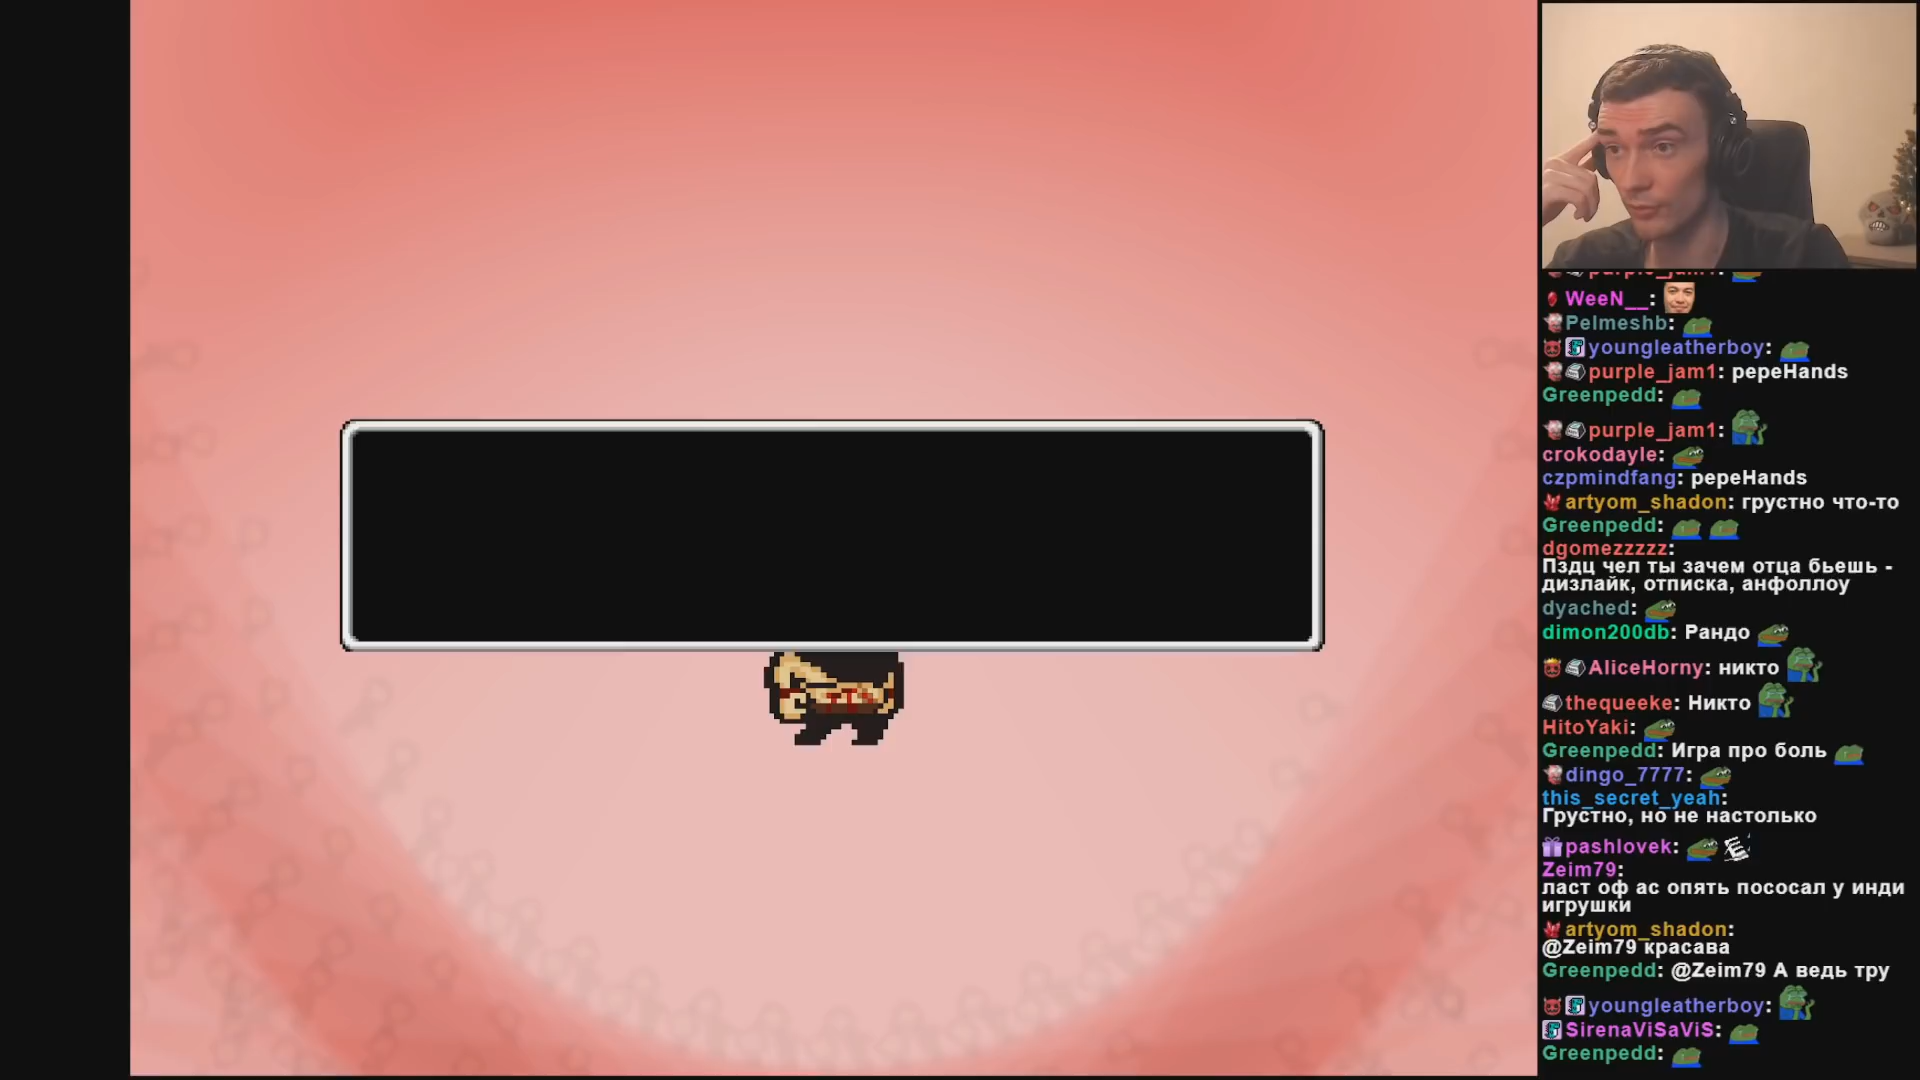 WeeN__:
Pelmeshb:
youngleatherboy:
purple_jam1: pepeHands
Greenpedd:
purple_jam1:
crokodayle:
czpmindfang: pepeHands
artyom_shadon: грустно что-то
Greenpedd:
dgomezzzzz:
Пздц чел ты зачем отца бьешь -
дизлайк, отписка, анфоллоу
dyached:
dimon200db: Рандо
AliceHorny: никто
thequeeke: Никто
HitoYaki:
Greenpedd: Игра про боль
dingo_7777:
this_secret_yeah:
Грустно, но не настолько
pashlovek:
Zeim79:
ласт оф ас опять пососал у инди
игрушки
artyom_shadon:
@Zeim79 красава
Greenpedd: @Zeim79 А ведь тру
youngleatherboy:
SirenaViSaViS:
Greenpedd: